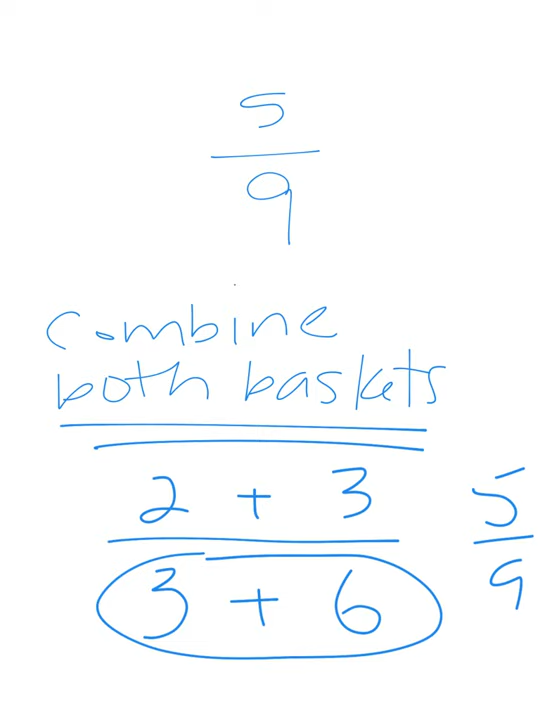 5
9
Combine
both baskets
2 + 3
3 + 6
5
9